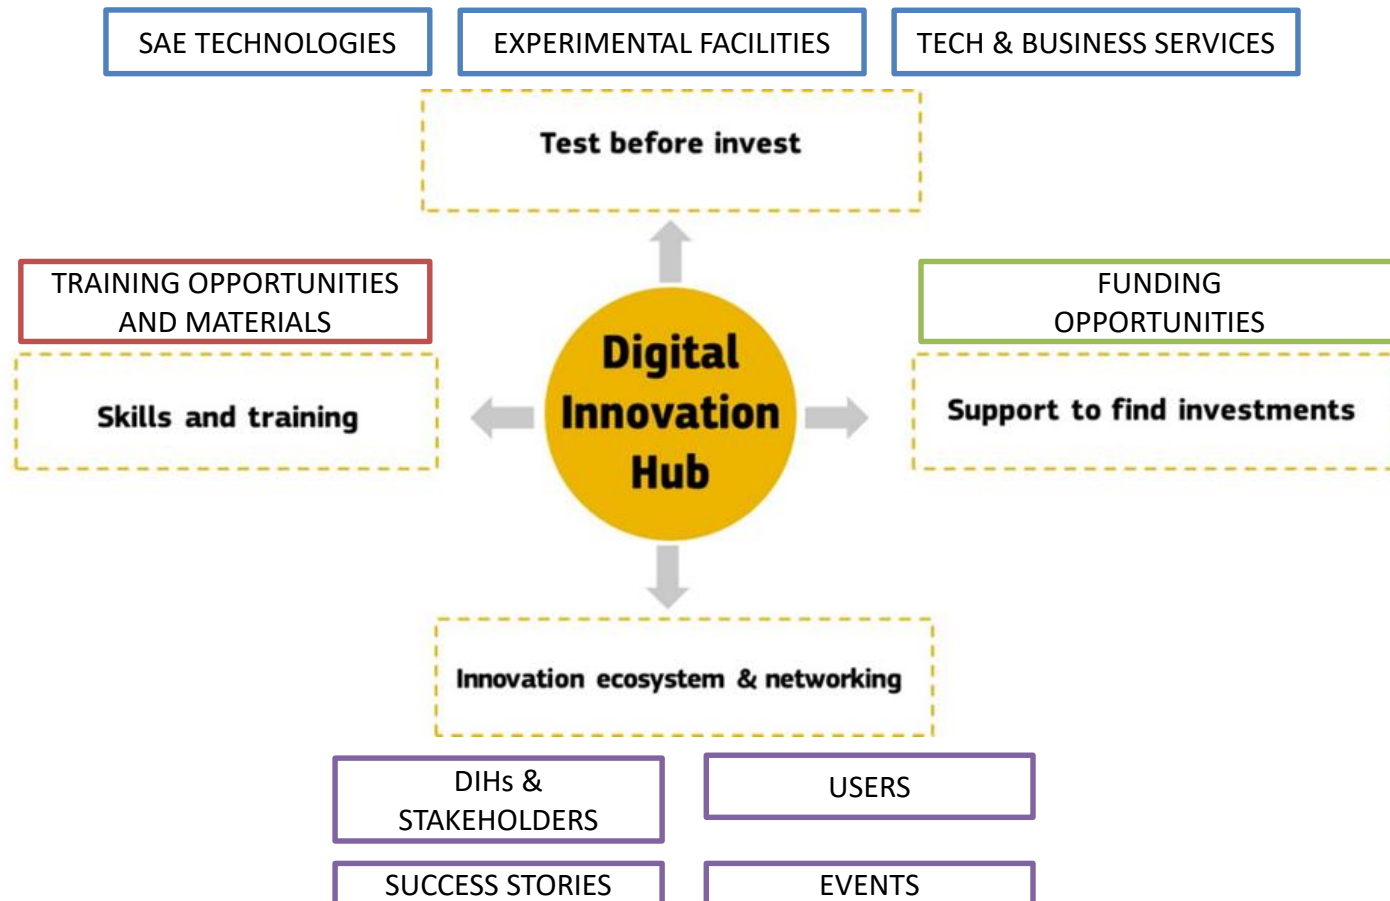 SAE TECHNOLOGIES
EXPERIMENTAL FACILITIES
TECH & BUSINESS SERVICES
Test before invest
TRAINING OPPORTUNITIES
AND MATERIALS
FUNDING
OPPORTUNITIES
Skills and training
Digital
Innovation
Hub
Support to find investments
Innovation ecosystem & networking
DIHs &
STAKEHOLDERS
USERS
SUCCESS STORIES
EVENTS